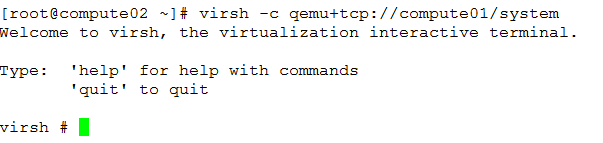 [root@compute02 ~]# virsh -c qemu+tcp://compute01/system
Welcome to virsh, the virtualization interactive terminal.
Type:  'help' for help with commands
       'quit' to quit
virsh #